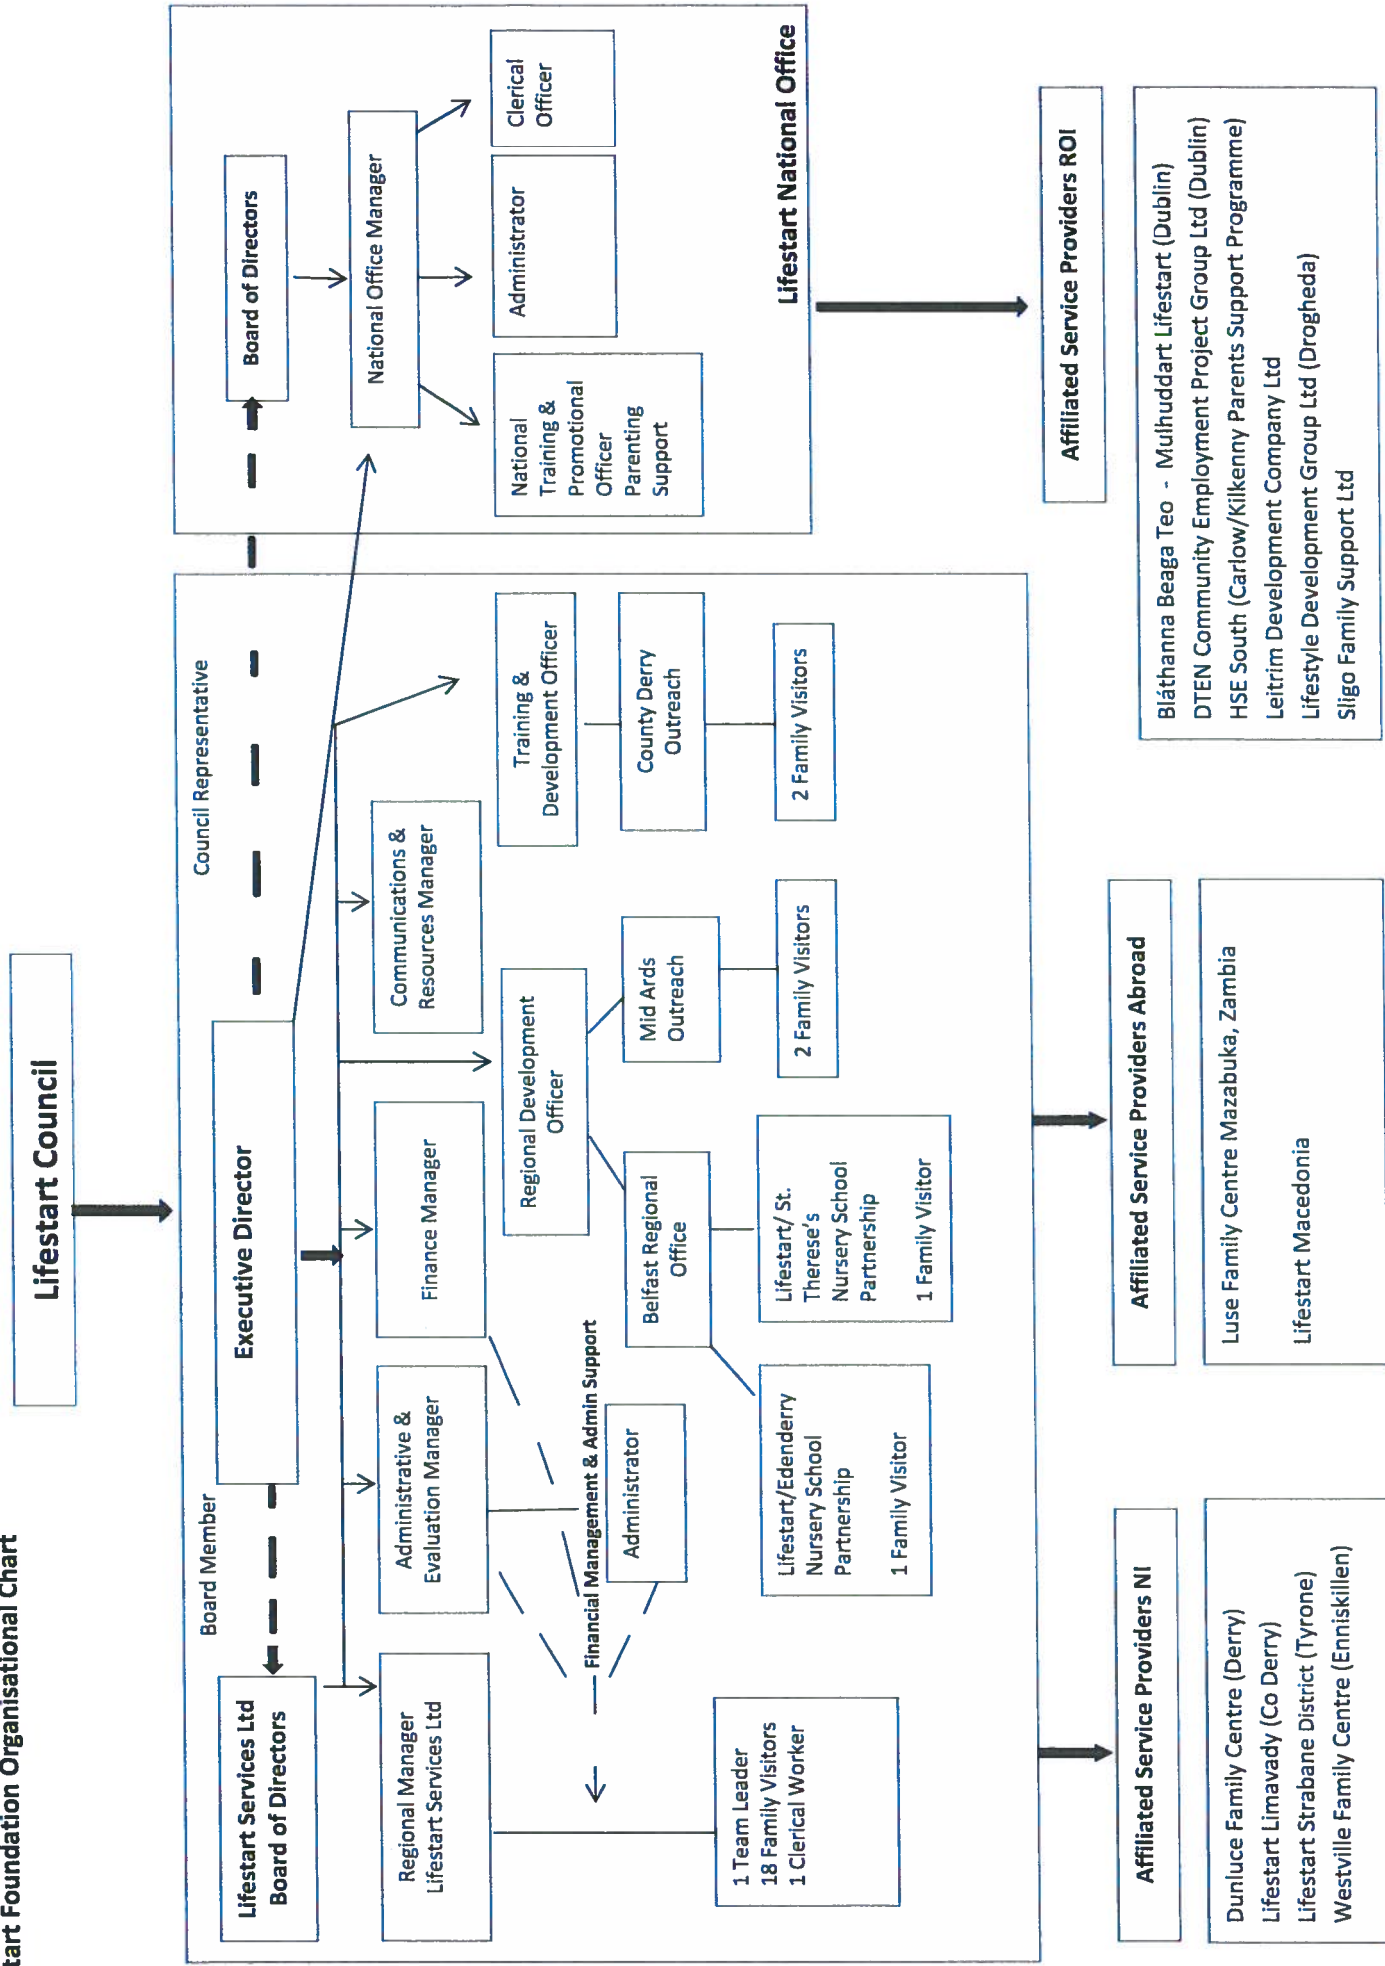 tart Foundation Organisational Chart
Lifestart Council
Board Member
Council Representative
Lifestart Services Ltd
Board of Directors
Executive Director
Board of Directors
Regional Manager
Lifestart Services Ltd
Administrative &
Evaluation Manager
Finance Manager
Communications &
Resources Manager
National Office Manager
Regional Development
Officer
Training &
Development Officer
National
Training &
Promotional
Officer
Parenting
Support
Administrator
Clerical
Officer
Financial Management & Admin Support
Administrator
Belfast Regional
Office
Mid Ards
Outreach
County Derry
Outreach
1 Team Leader
18 Family Visitors
1 Clerical Worker
Lifestart/Edenderry
Nursery School
Partnership
1 Family Visitor
Lifestart/ St.
Therese's
Nursery School
Partnership
1 Family Visitor
2 Family Visitors
2 Family Visitors
Lifestart National Office
Affiliated Service Providers NI
Dunluce Family Centre (Derry)
Lifestart Limavady (Co Derry)
Lifestart Strabane District (Tyrone)
Westville Family Centre (Enniskillen)
Affiliated Service Providers Abroad
Luse Family Centre Mazabuka, Zambia
Lifestart Macedonia
Affiliated Service Providers ROI
Bláthanna Beaga Teo - Mulhuddart Lifestart (Dublin)
DTEN Community Employment Project Group Ltd (Dublin)
HSE South (Carlow/Kilkenny Parents Support Programme)
Leitrim Development Company Ltd
Lifestyle Development Group Ltd (Drogheda)
Sligo Family Support Ltd